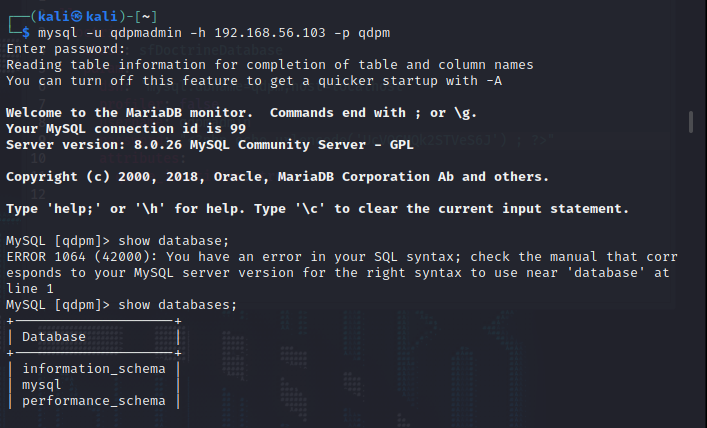 (kali㉿kali)-[~]
$ mysql -u qdpmadmin -h 192.168.56.103 -p qdpm
Enter password:
Reading table information for completion of table and column names
You can turn off this feature to get a quicker startup with -A
Welcome to the MariaDB monitor.  Commands end with ; or \g.
Your MySQL connection id is 99
Server version: 8.0.26 MySQL Community Server - GPL
Copyright (c) 2000, 2018, Oracle, MariaDB Corporation Ab and others.
Type 'help;' or '\h' for help. Type '\c' to clear the current input statement.
MySQL [qdpm]> show database;
ERROR 1064 (42000): You have an error in your SQL syntax; check the manual that corr
esponds to your MySQL server version for the right syntax to use near 'database' at
line 1
MySQL [qdpm]> show databases;
+--------------------+
| Database           |
+--------------------+
| information_schema |
| mysql              |
| performance_schema |